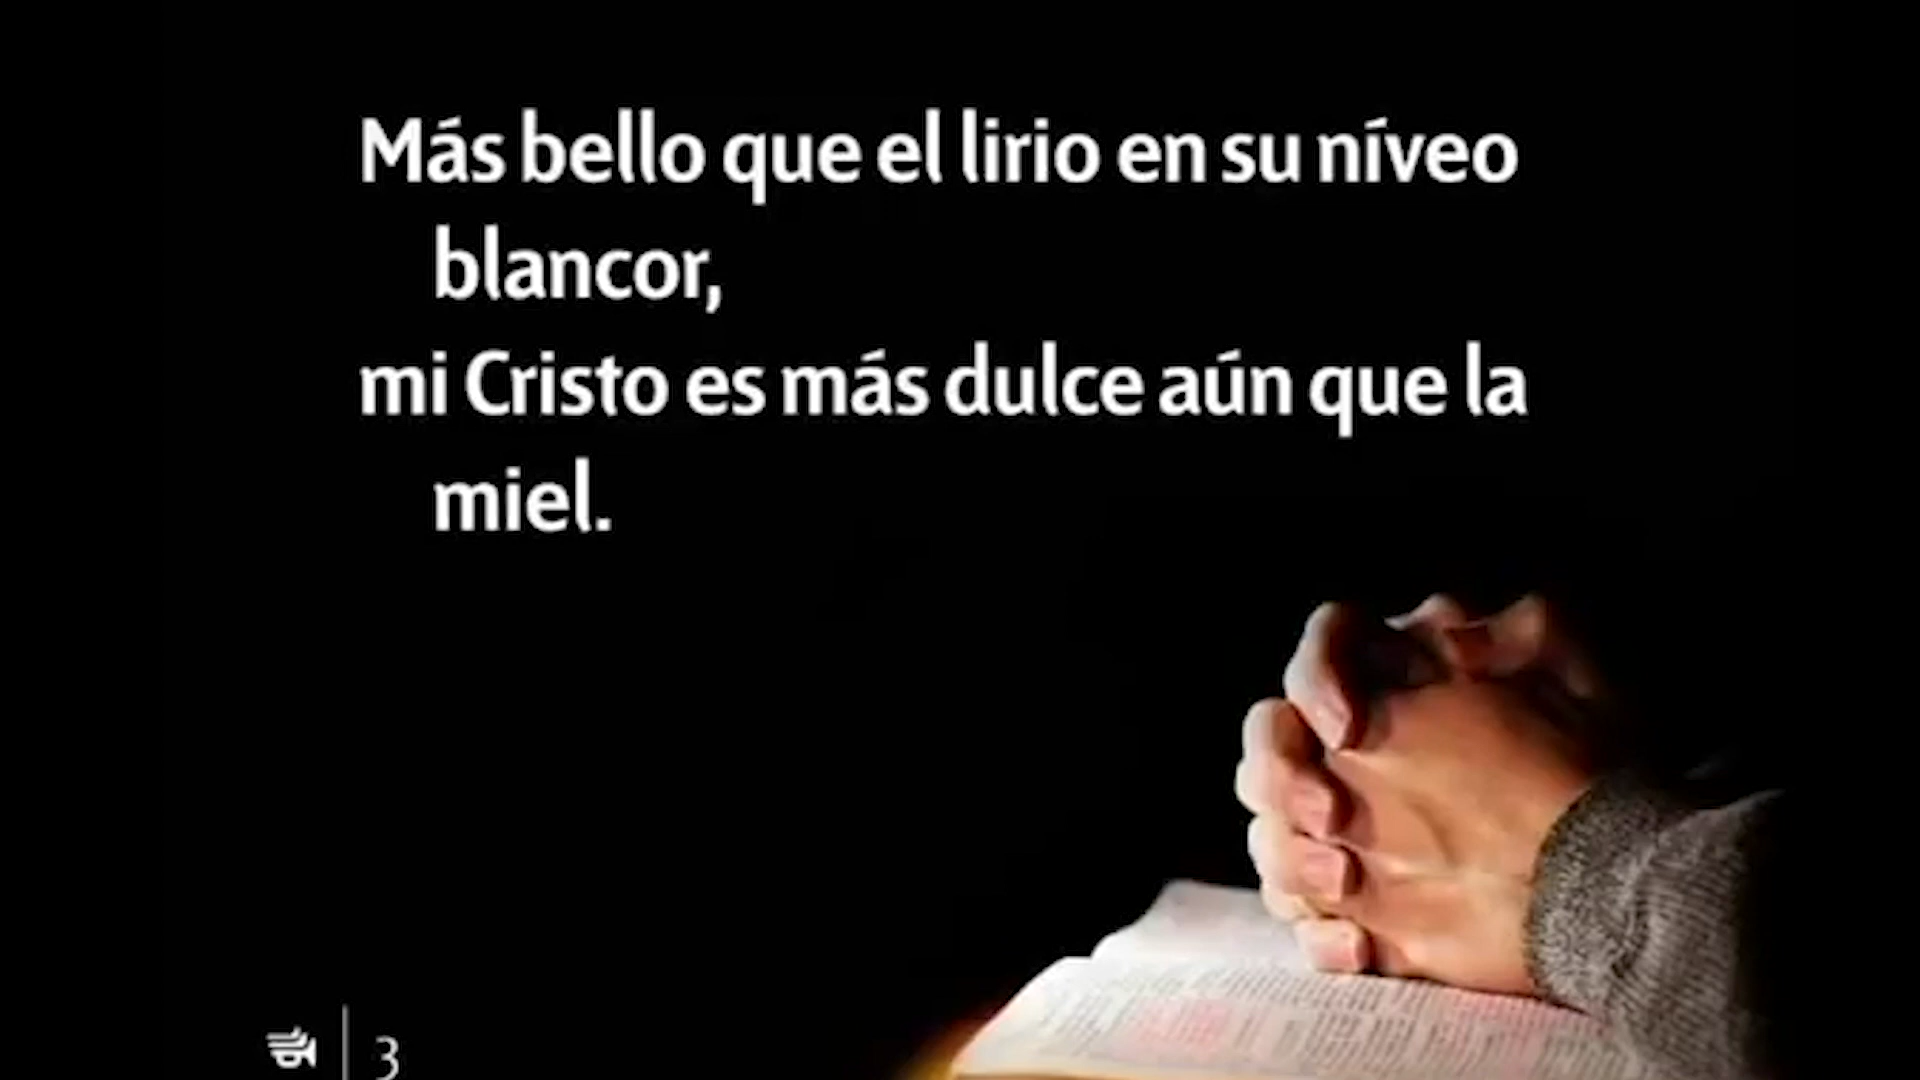 Más bello que el lirio en su níveo
blancor,
mi Cristo es más dulce aún que la
miel.
3